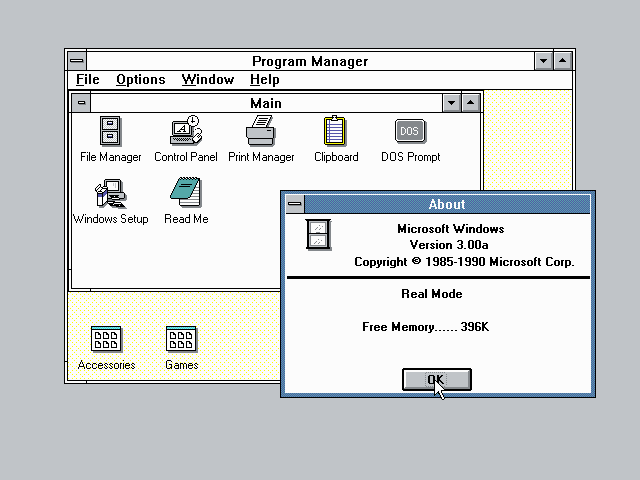 Program Manager
File Options Window Help
Main
File Manager Control Panel Print Manager Clipboard DOS Prompt
DOS
Windows Setup Read Me
About
Microsoft Windows
Version 3.00a
Copyright © 1985-1990 Microsoft Corp.
Real Mode
Free Memory...... 396K
Accessories Games
OK